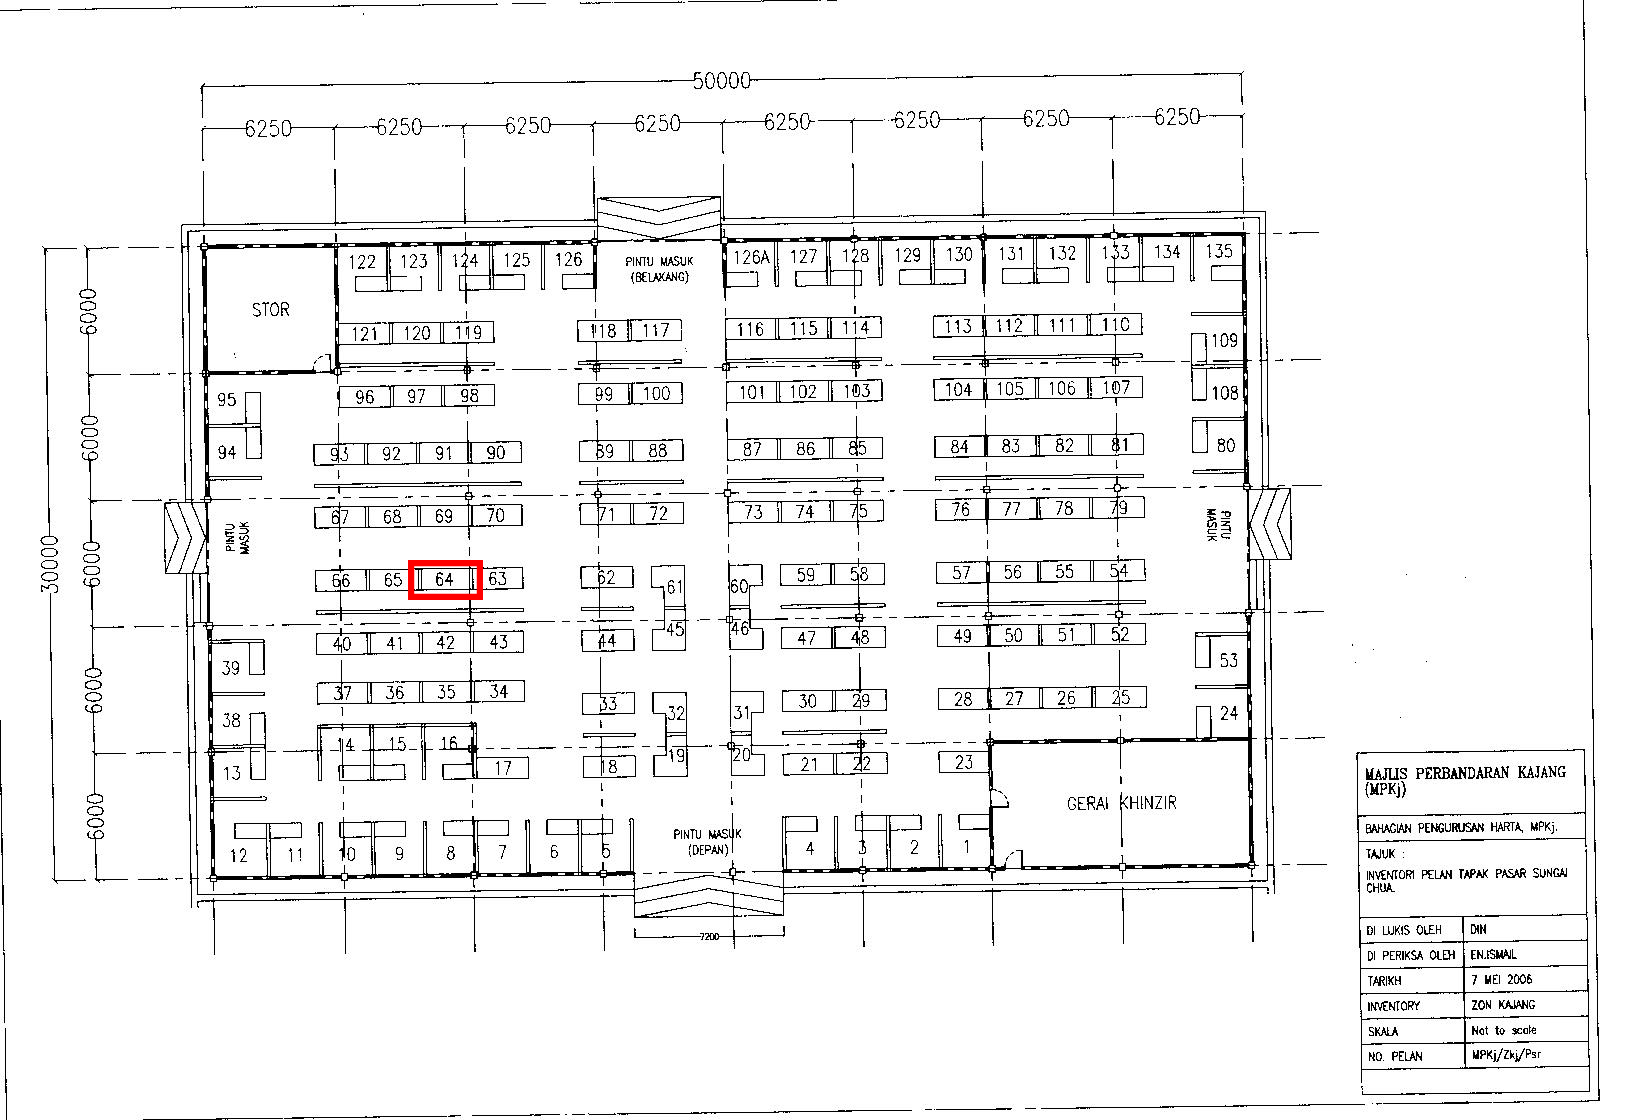 50000
6250 6250 6250 6250 6250 6250 6250 6250
122 123 124 125 126
PINTU MASUK
(BELAKANG)
126A 127 128 129 130 131 132 133 134 135
6000
STOR
121 120 119 118 117 116 115 114 113 112 111 110
109
95
96 97 98 99 100 101 102 103 104 105 106 107
108
6000
94
93 92 91 90 89 88 87 86 85 84 83 82 81
80
67 68 69 70 71 72 73 74 75 76 77 78 79
PINTU
MASUK
PINTU
MASUK
30000
6000
66 65 64 63 62 61 60 59 58 57 56 55 54
40 41 42 43 44 45 46 47 48 49 50 51 52
39
53
6000
37 36 35 34 33 32 31 30 29 28 27 26 25
38
24
14 15 16
13
17 18 19 20 21 22 23
6000
GERAI KHINZIR
PINTU MASUK
(DEPAN)
12 11 10 9 8 7 6 5 4 3 2 1
7200
MAJLIS PERBANDARAN KAJANG
(MPKj)
BAHAGIAN PENGURUSAN HARTA, MPKj.
TAJUK :
INVENTORI PELAN TAPAK PASAR SUNGAI
CHUA.
DI LUKIS OLEH DIN
DI PERIKSA OLEH EN.ISMAIL
TARIKH 7 MEI 2006
INVENTORY ZON KAJANG
SKALA Not to scale
NO. PELAN MPKj/Zkj/Psr